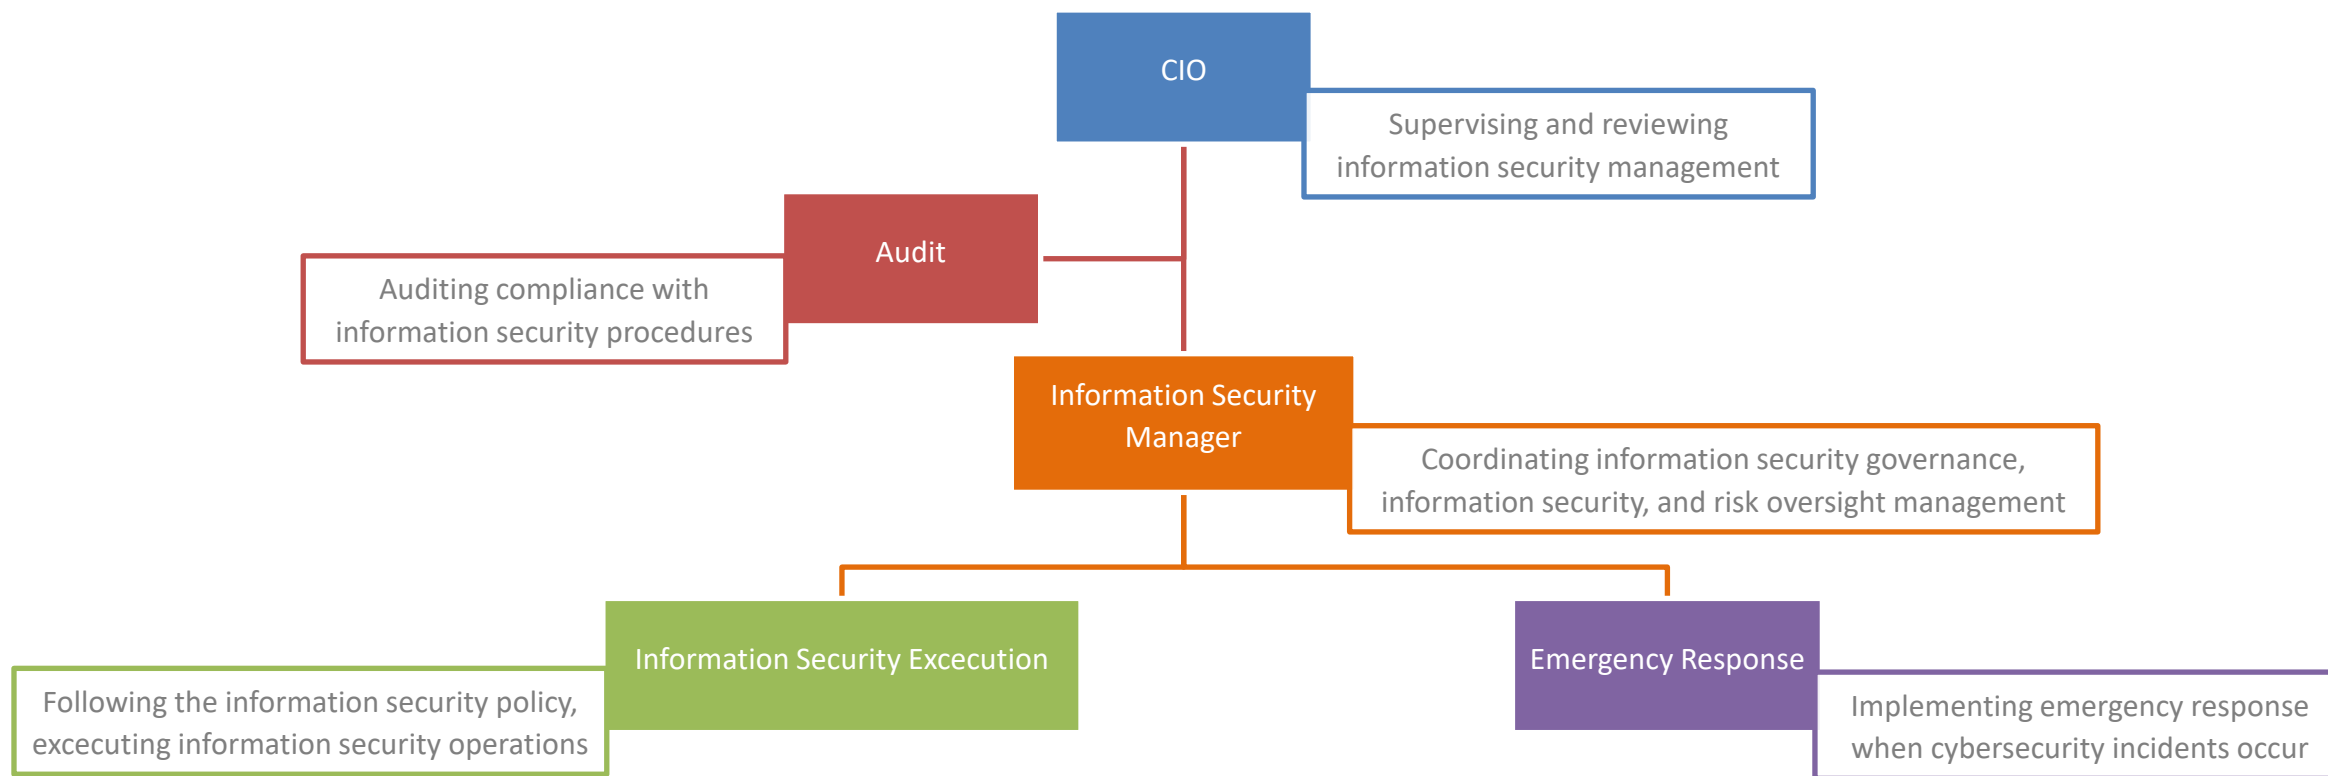 CIO
Supervising and reviewing
information security management
Audit
Auditing compliance with
information security procedures
Information Security
Manager
Coordinating information security governance,
information security, and risk oversight management
Information Security Excecution
Following the information security policy,
excecuting information security operations
Emergency Response
Implementing emergency response
when cybersecurity incidents occur